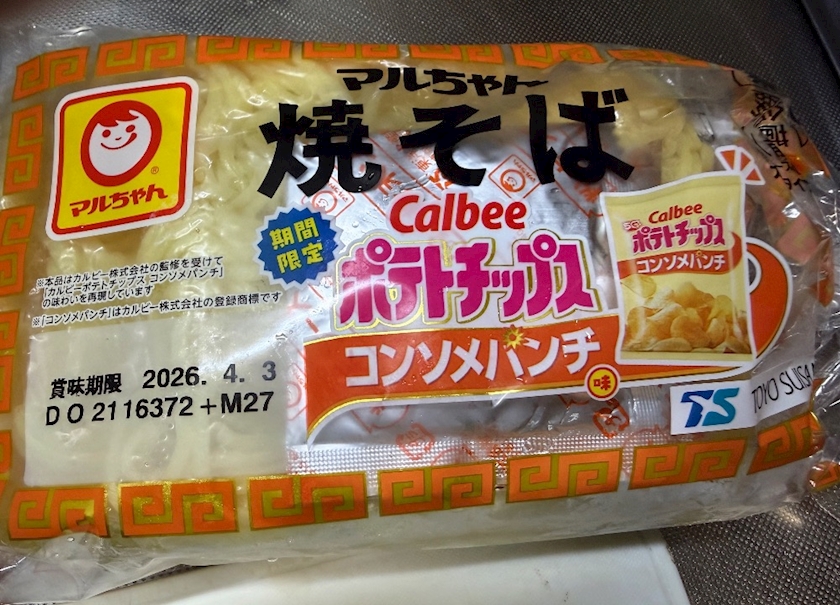 マルちゃん
焼そば
マルちゃん
®
期間
限定
Calbee
ポテトチップス
コンソメパンチ
味
Calbee
ポテトチップス
コンソメパンチ
※本品はカルビー株式会社の監修を受けて
「カルビーポテトチップス コンソメパンチ」
の味わいを再現しています
※「コンソメパンチ」はカルビー株式会社の登録商標です
賞味期限 2026. 4. 3
DO2116372+M27
TS TOYO SUISA